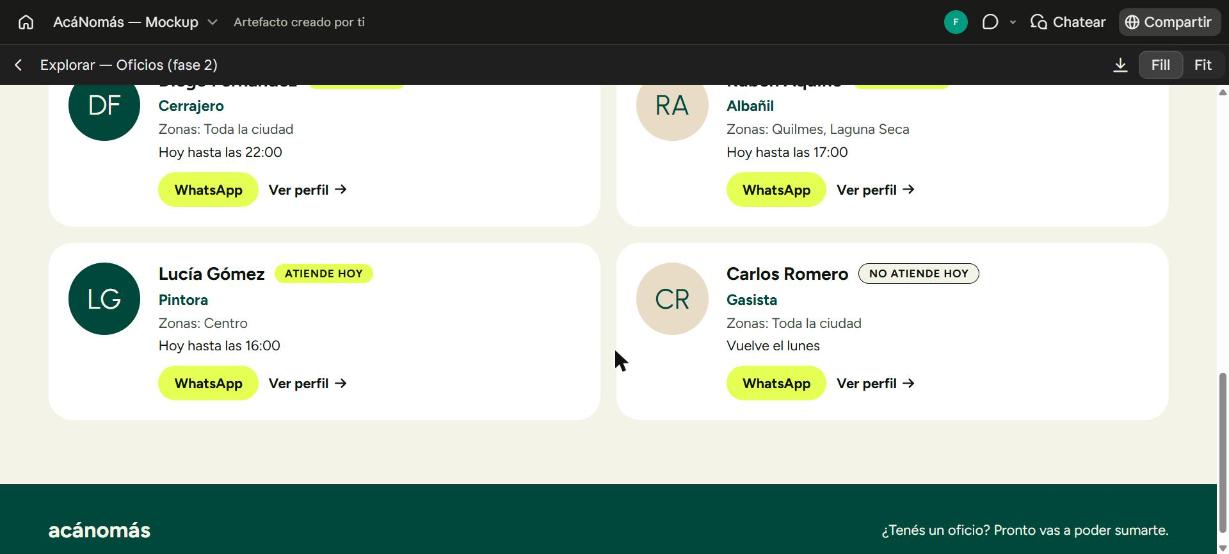 AcáNomás — Mockup
Artefacto creado por ti
F
Chatear
Compartir
Explorar — Oficios (fase 2)
Fill
Fit
DF
Cerrajero
Zonas: Toda la ciudad
Hoy hasta las 22:00
WhatsApp
Ver perfil →
RA
Albañil
Zonas: Quilmes, Laguna Seca
Hoy hasta las 17:00
WhatsApp
Ver perfil →
LG
Lucía Gómez
ATIENDE HOY
Pintora
Zonas: Centro
Hoy hasta las 16:00
WhatsApp
Ver perfil →
CR
Carlos Romero
NO ATIENDE HOY
Gasista
Zonas: Toda la ciudad
Vuelve el lunes
WhatsApp
Ver perfil →
acánomás
¿Tenés un oficio? Pronto vas a poder sumarte.